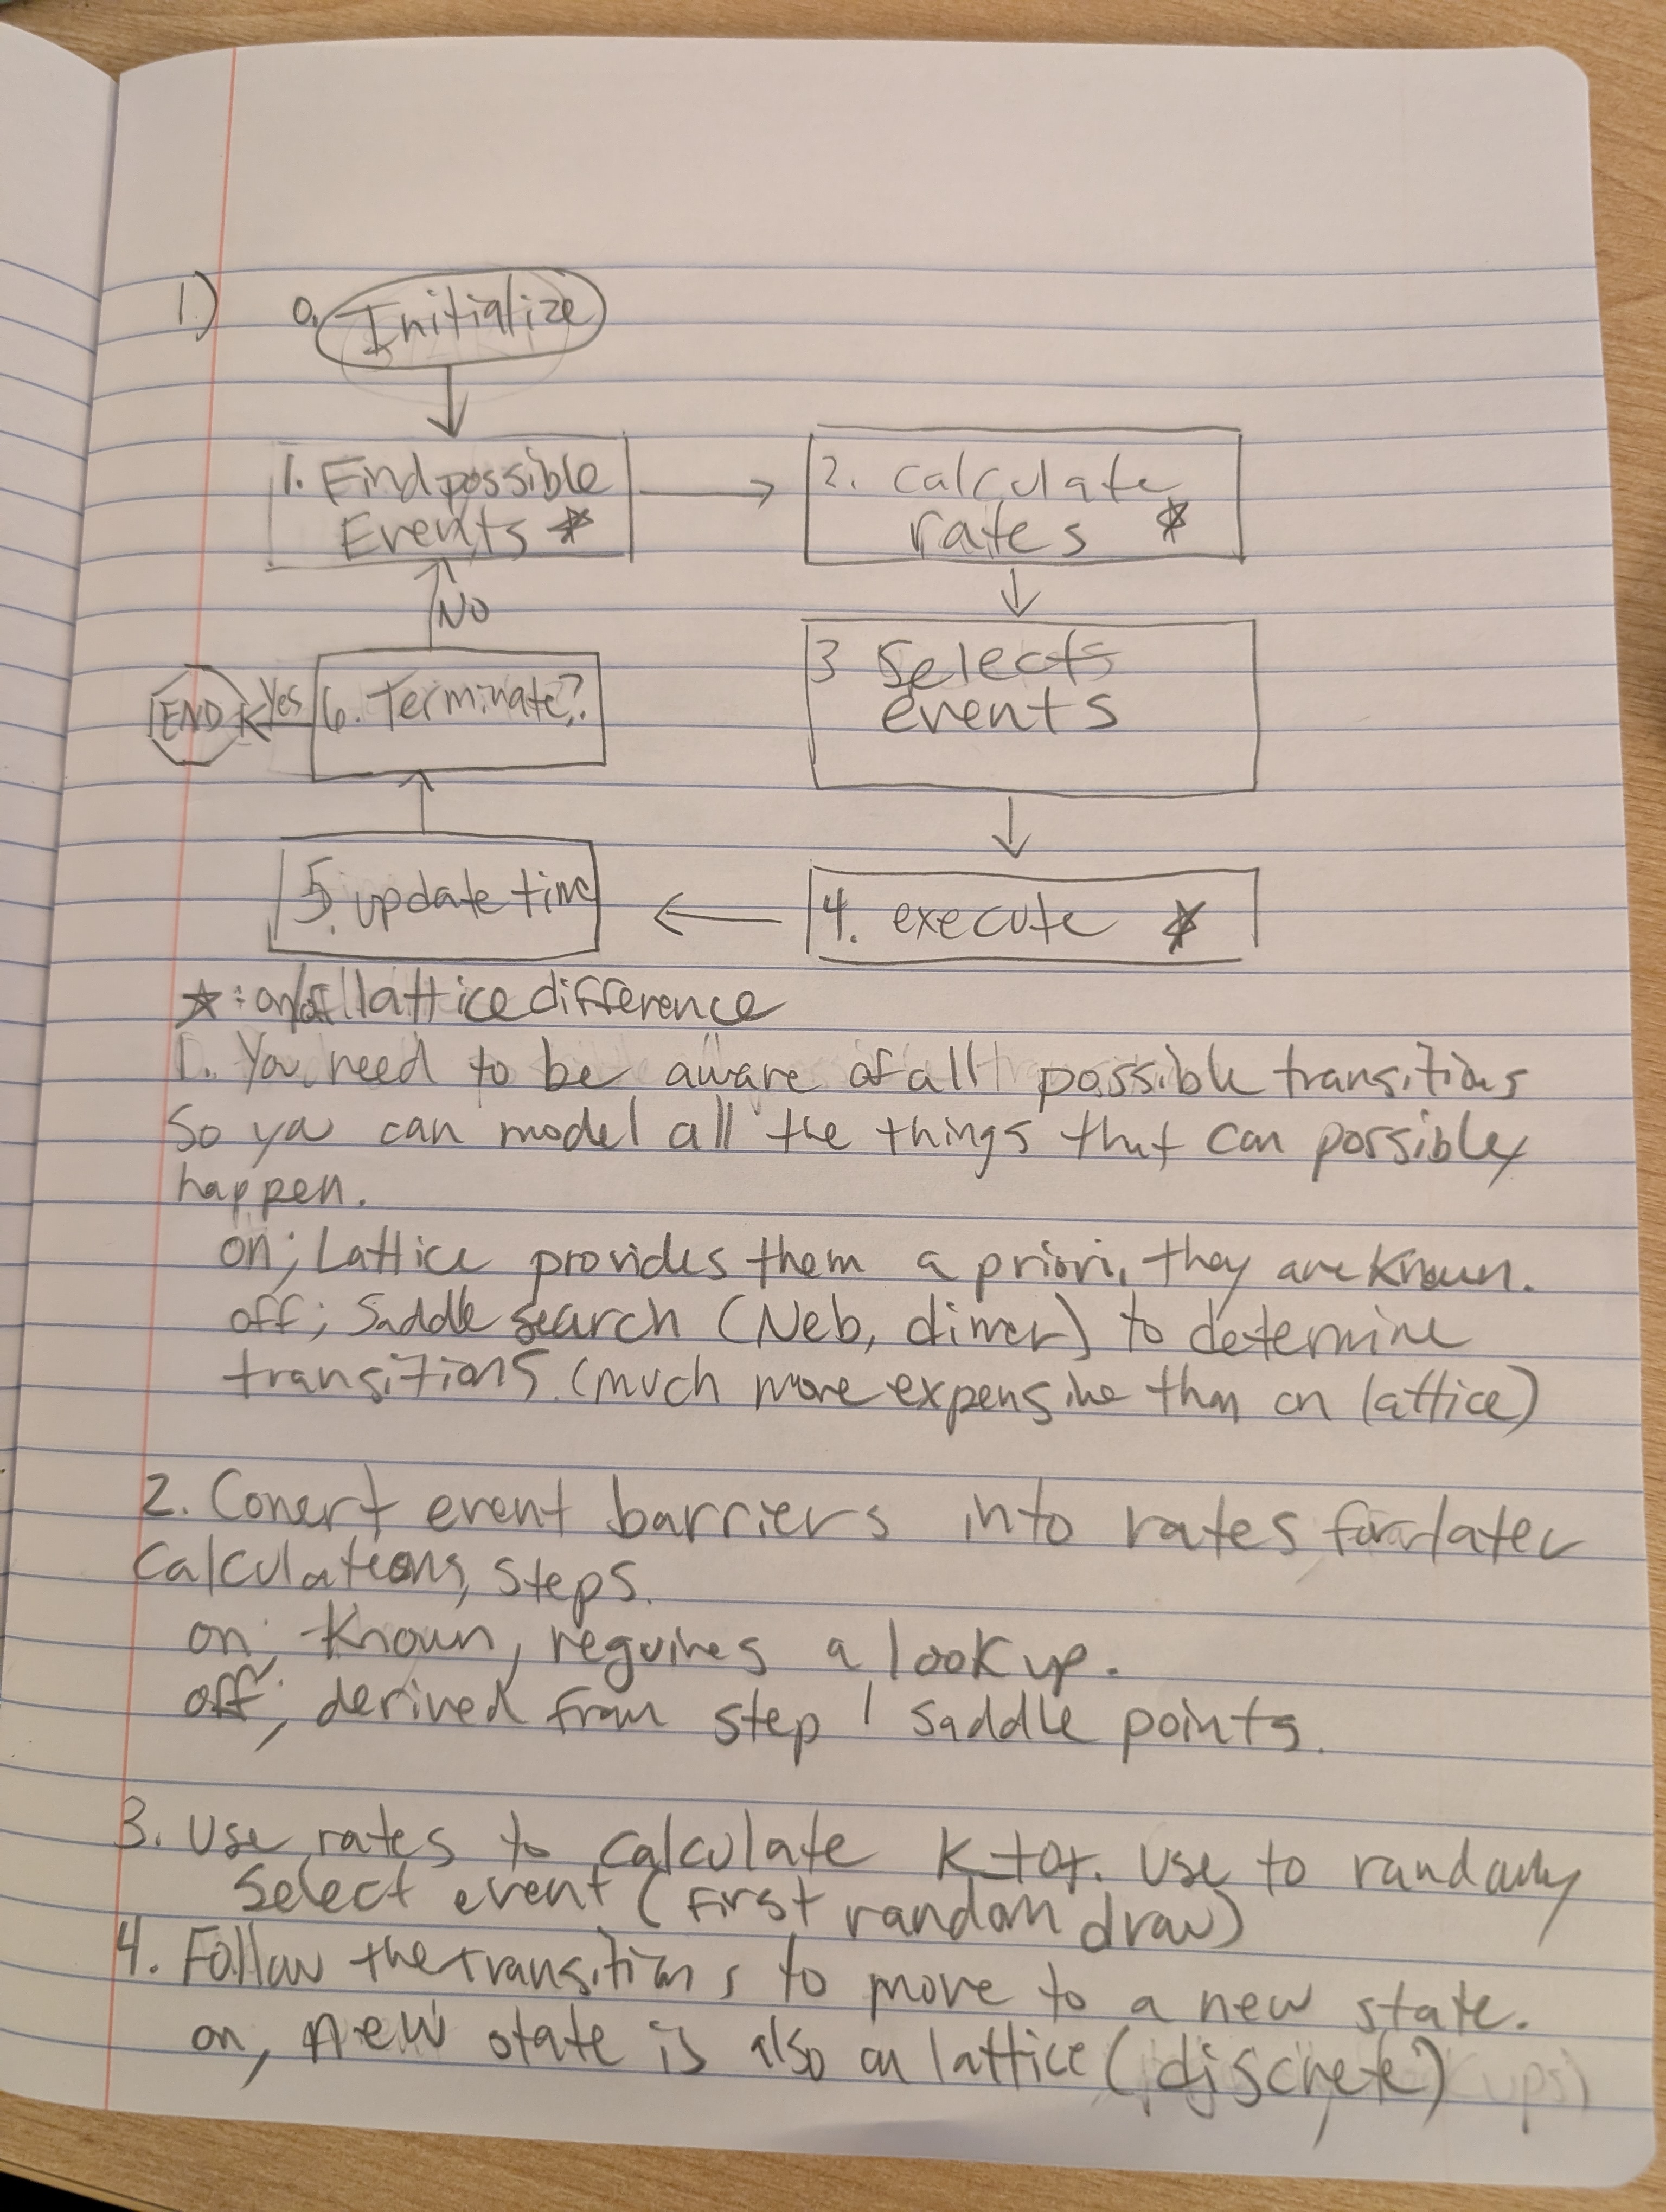 1)
0. Initialize
1. Find possible
Events *
2. calculate
rates *
NO
3 Selects
events
END
Yes
6. Terminate?
5. update time
4. execute *
☆: on/off lattice difference
1. You need to be aware of all possible transitions
So you can model all the things that can possibly
happen.
on; Lattice provides them a priori, they are known.
off; Saddle search (Neb, dimer) to determine
transitions. (much more expensive than on lattice)
2. Conert event barriers into rates for later
Calculations, steps.
on; known, requires a lookup.
off; derived from step 1 saddle points.
3. Use rates to calculate K_tot. Use to randomly
Select event (first random draw)
4. Follow the transitions to move to a new state.
on, new state is also on lattice (discrete)